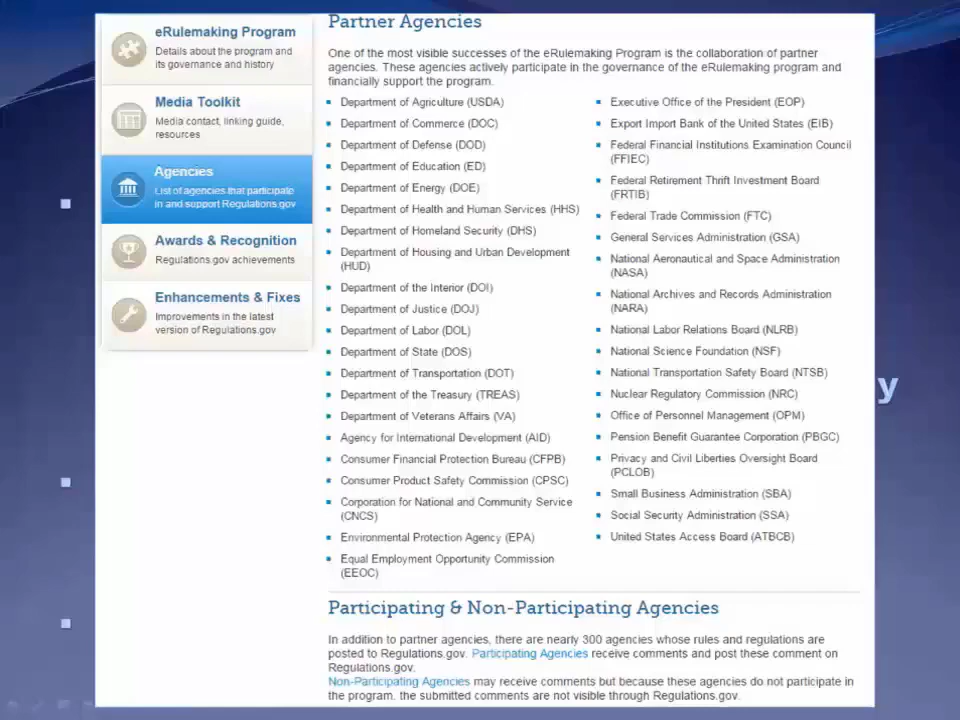 eRulemaking Program
Details about the program and
its governance and history
Media Toolkit
Media contact, linking guide,
resources
Agencies
List of agencies that participate
in and support Regulations.gov
Awards & Recognition
Regulations.gov achievements
Enhancements & Fixes
Improvements in the latest
version of Regulations.gov
Partner Agencies
One of the most visible successes of the eRulemaking Program is the collaboration of partner
agencies. These agencies actively participate in the governance of the eRulemaking program and
financially support the program.
Department of Agriculture (USDA)
Department of Commerce (DOC)
Department of Defense (DOD)
Department of Education (ED)
Department of Energy (DOE)
Department of Health and Human Services (HHS)
Department of Homeland Security (DHS)
Department of Housing and Urban Development
(HUD)
Department of the Interior (DOI)
Department of Justice (DOJ)
Department of Labor (DOL)
Department of State (DOS)
Department of Transportation (DOT)
Department of the Treasury (TREAS)
Department of Veterans Affairs (VA)
Agency for International Development (AID)
Consumer Financial Protection Bureau (CFPB)
Consumer Product Safety Commission (CPSC)
Corporation for National and Community Service
(CNCS)
Environmental Protection Agency (EPA)
Equal Employment Opportunity Commission
(EEOC)
Executive Office of the President (EOP)
Export Import Bank of the United States (EIB)
Federal Financial Institutions Examination Council
(FFIEC)
Federal Retirement Thrift Investment Board
(FRTIB)
Federal Trade Commission (FTC)
General Services Administration (GSA)
National Aeronautical and Space Administration
(NASA)
National Archives and Records Administration
(NARA)
National Labor Relations Board (NLRB)
National Science Foundation (NSF)
National Transportation Safety Board (NTSB)
Nuclear Regulatory Commission (NRC)
Office of Personnel Management (OPM)
Pension Benefit Guarantee Corporation (PBGC)
Privacy and Civil Liberties Oversight Board
(PCLOB)
Small Business Administration (SBA)
Social Security Administration (SSA)
United States Access Board (ATBCB)
y
Participating & Non-Participating Agencies
In addition to partner agencies, there are nearly 300 agencies whose rules and regulations are
posted to Regulations.gov. Participating Agencies receive comments and post these comment on
Regulations.gov.
Non-Participating Agencies may receive comments but because these agencies do not participate in
the program, the submitted comments are not visible through Regulations.gov.